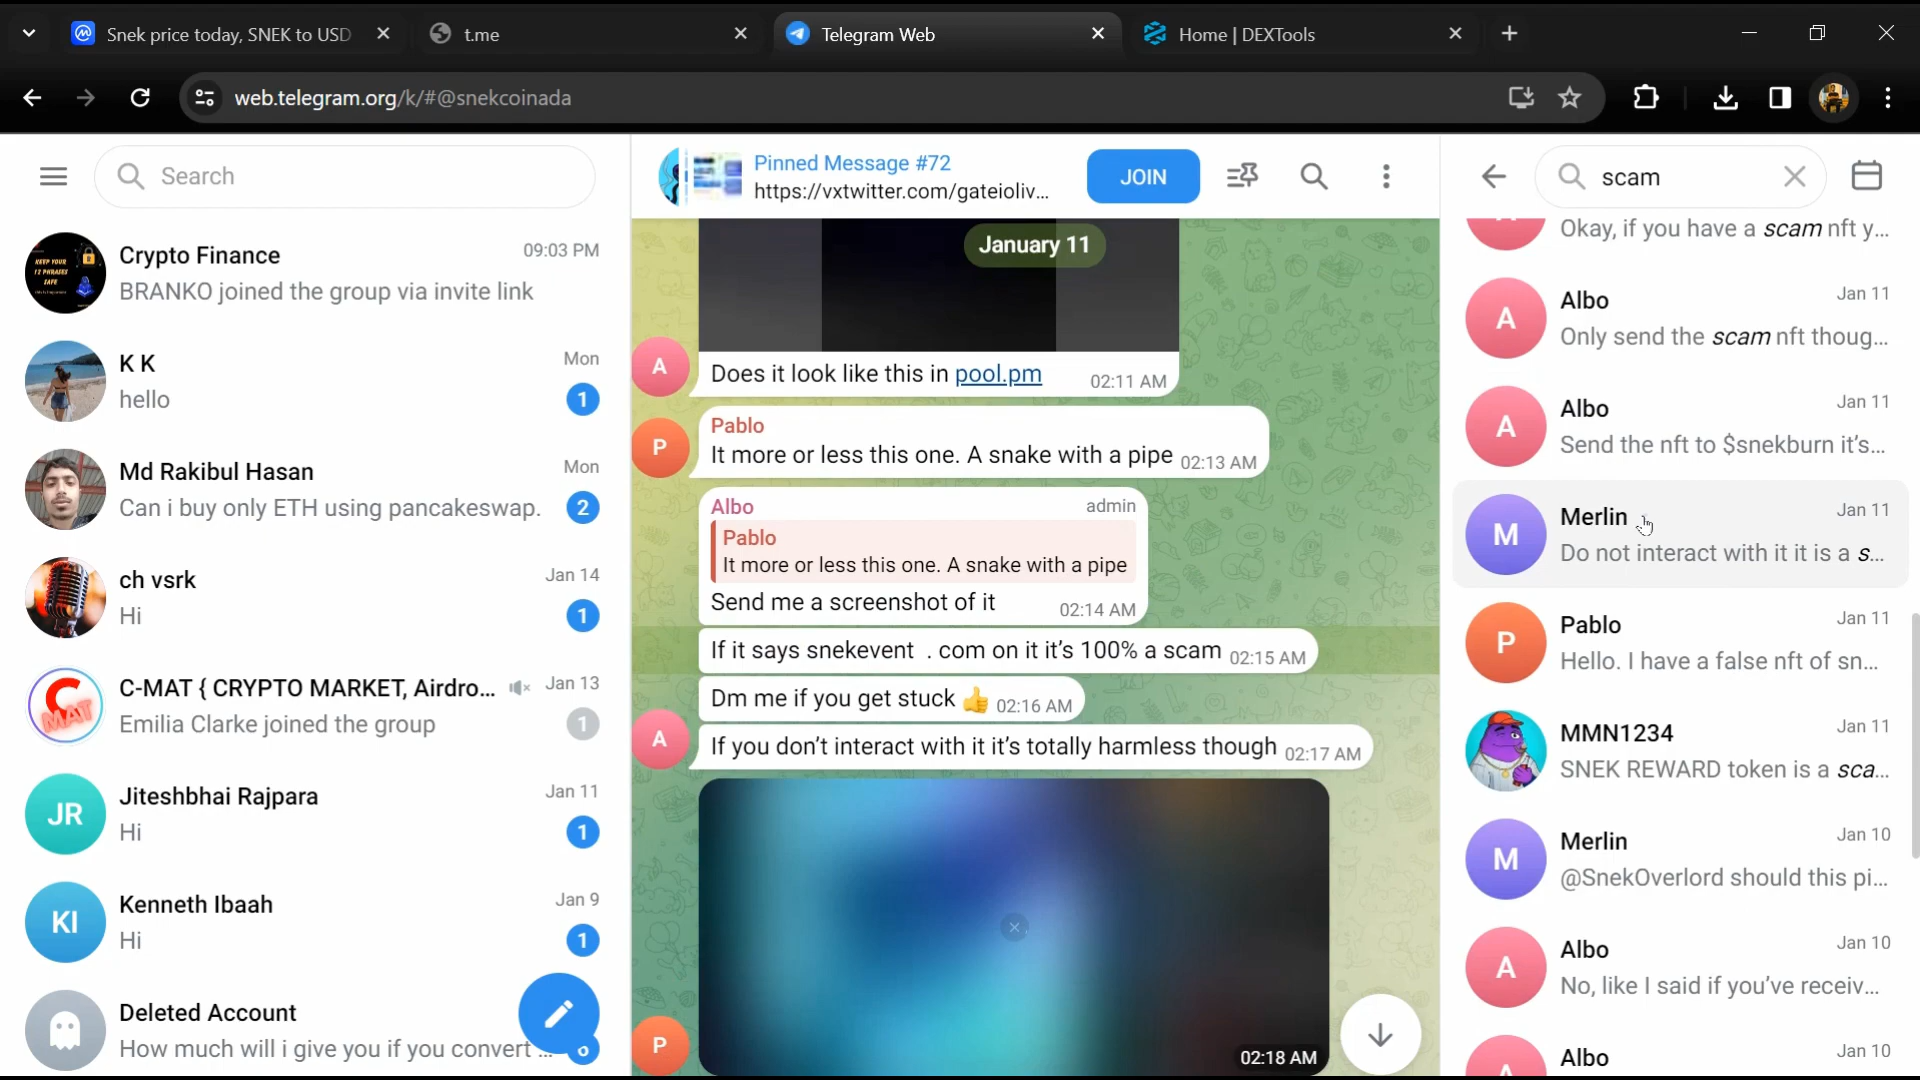 Snek price today, SNEK to USD
t.me
Telegram Web
Home | DEXTools
web.telegram.org/k/#@snekcoinada
Search
Crypto Finance
09:03 PM
BRANKO joined the group via invite link
K K
Mon
hello
1
Md Rakibul Hasan
Mon
Can i buy only ETH using pancakeswap.
2
ch vsrk
Jan 14
Hi
1
C-MAT { CRYPTO MARKET, Airdro...
Jan 13
Emilia Clarke joined the group
1
JR
Jiteshbhai Rajpara
Jan 11
Hi
1
KI
Kenneth Ibaah
Jan 9
Hi
1
Deleted Account
How much will i give you if you convert ...
Pinned Message #72
https://vxtwitter.com/gateioliv...
JOIN
January 11
A
Does it look like this in pool.pm 02:11 AM
P
Pablo
It more or less this one. A snake with a pipe 02:13 AM
Albo admin
Pablo
It more or less this one. A snake with a pipe
Send me a screenshot of it 02:14 AM
If it says snekevent . com on it it's 100% a scam 02:15 AM
Dm me if you get stuck 👍 02:16 AM
A
If you don't interact with it it's totally harmless though 02:17 AM
P
02:18 AM
scam
Okay, if you have a scam nft y...
A
Albo
Jan 11
Only send the scam nft thoug...
A
Albo
Jan 11
Send the nft to $snekburn it's...
M
Merlin
Jan 11
Do not interact with it it is a s...
P
Pablo
Jan 11
Hello. I have a false nft of sn...
MMN1234
Jan 11
SNEK REWARD token is a sca...
M
Merlin
Jan 10
@SnekOverlord should this pi...
A
Albo
Jan 10
No, like I said if you've receiv...
Albo
Jan 10